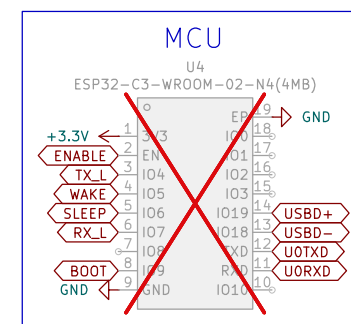 MCU
U4
ESP32-C3-WROOM-02-N4(4MB)
EP 19 GND
+3.3V 1 3V3 IO0 18
ENABLE 2 EN IO1 17
TX_L 3 IO4 IO2 16
WAKE 4 IO5 IO3 15
SLEEP 5 IO6 IO19 14 USBD+
RX_L 6 IO7 IO18 13 USBD-
7 IO8 TXD 12 U0TXD
BOOT 8 IO9 RXD 11 U0RXD
GND 9 GND IO10 10